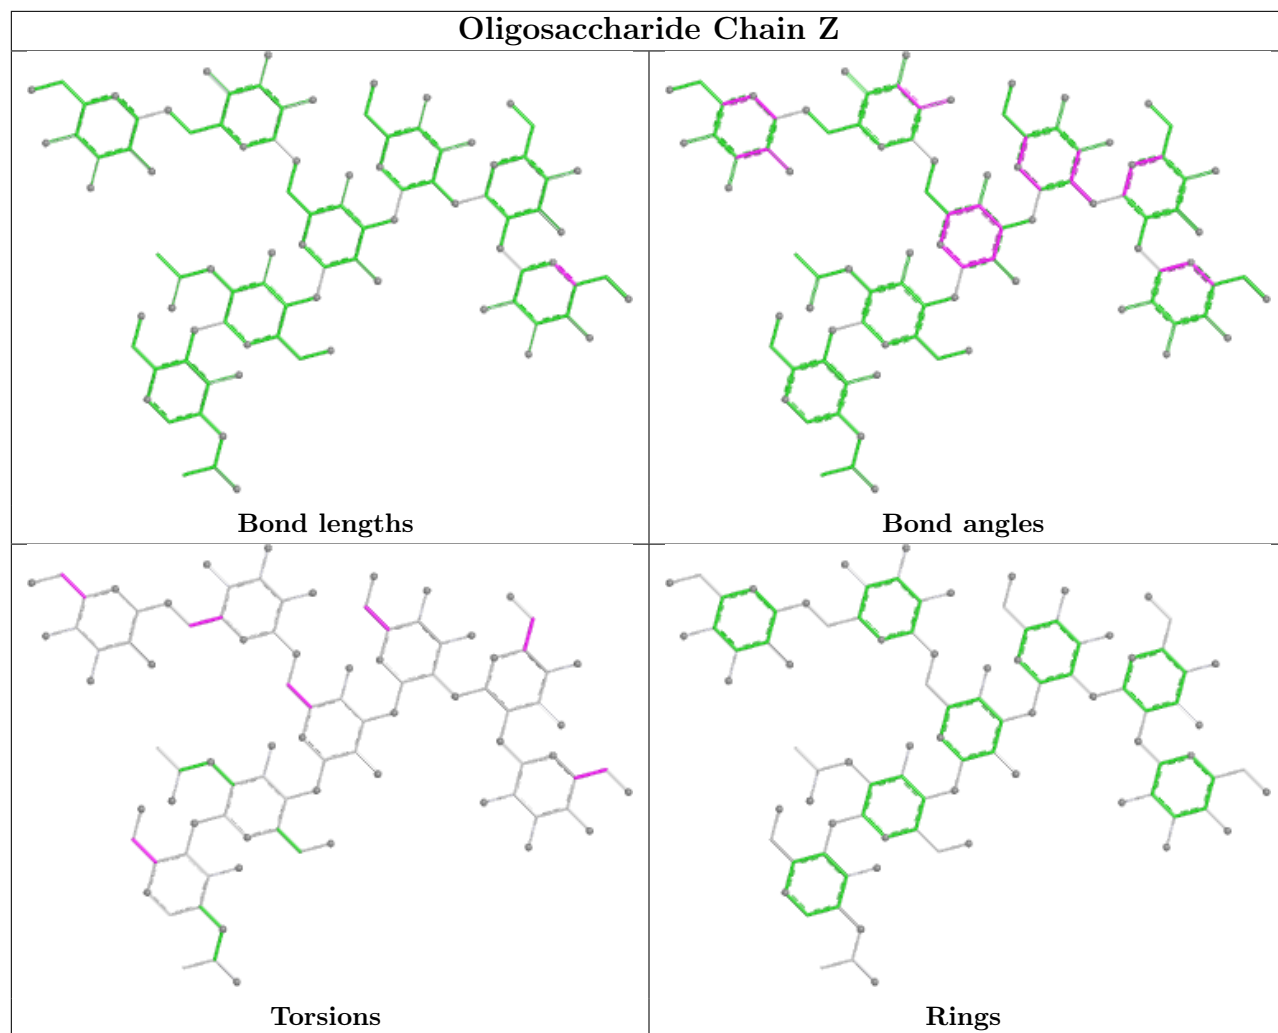 Oligosaccharide Chain Z
Bond lengths
Bond angles
Torsions
Rings